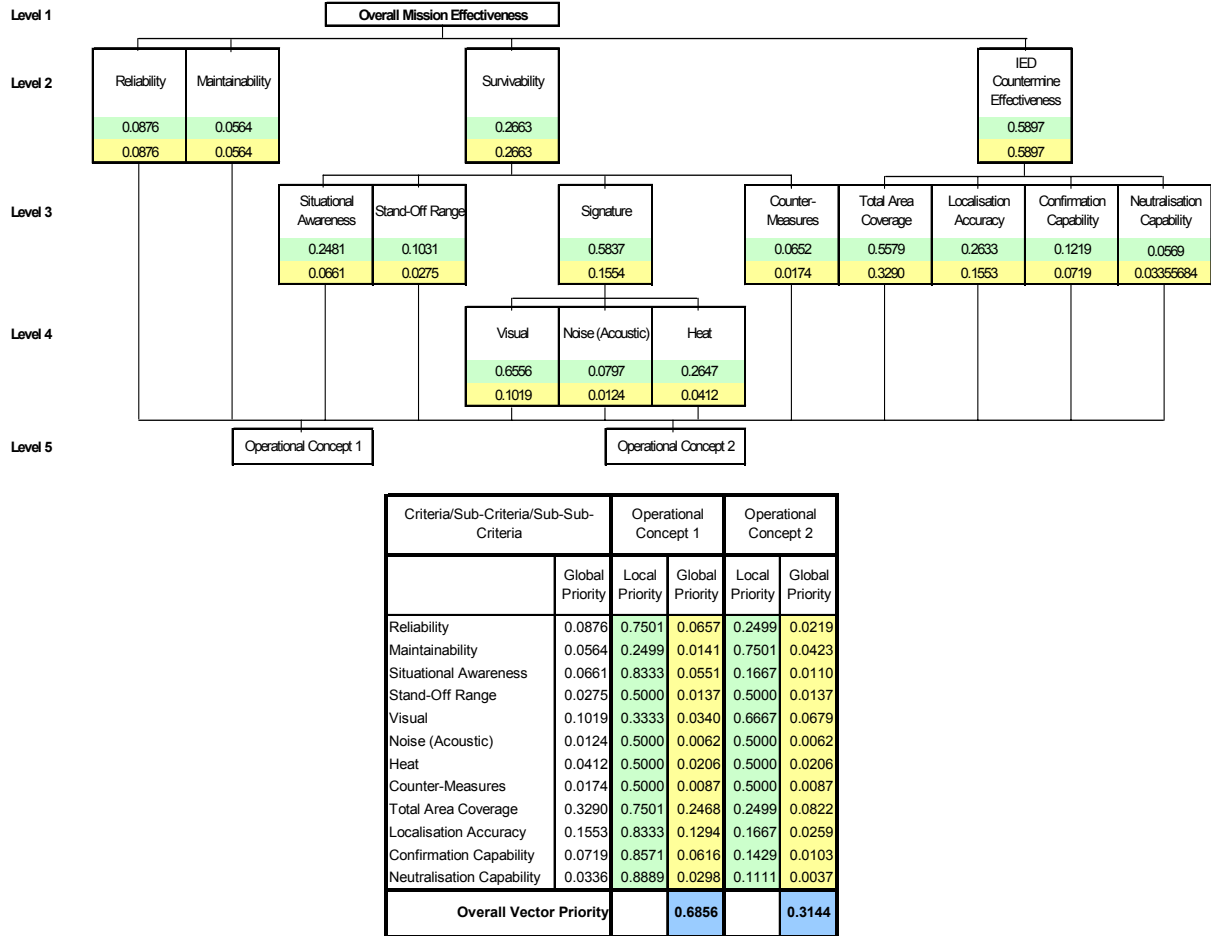 Level 1
Overall Mission Effectiveness
Level 2
Reliability
0.0876
0.0876
Maintainability
0.0564
0.0564
Survivability
0.2663
0.2663
IED
Countermine
Effectiveness
0.5897
0.5897
Level 3
Situational
Awareness
0.2481
0.0661
Stand-Off Range
0.1031
0.0275
Signature
0.5837
0.1554
Counter-
Measures
0.0652
0.0174
Total Area
Coverage
0.5579
0.3290
Localisation
Accuracy
0.2633
0.1553
Confirmation
Capability
0.1219
0.0719
Neutralisation
Capability
0.0569
0.03355684
Level 4
Visual
0.6556
0.1019
Noise (Acoustic)
0.0797
0.0124
Heat
0.2647
0.0412
Level 5
Operational Concept 1
Operational Concept 2
Criteria/Sub-Criteria/Sub-Sub-
Criteria
Operational
Concept 1
Operational
Concept 2
Global
Priority
Local
Priority
Global
Priority
Local
Priority
Global
Priority
Reliability 0.0876 0.7501 0.0657 0.2499 0.0219
Maintainability 0.0564 0.2499 0.0141 0.7501 0.0423
Situational Awareness 0.0661 0.8333 0.0551 0.1667 0.0110
Stand-Off Range 0.0275 0.5000 0.0137 0.5000 0.0137
Visual 0.1019 0.3333 0.0340 0.6667 0.0679
Noise (Acoustic) 0.0124 0.5000 0.0062 0.5000 0.0062
Heat 0.0412 0.5000 0.0206 0.5000 0.0206
Counter-Measures 0.0174 0.5000 0.0087 0.5000 0.0087
Total Area Coverage 0.3290 0.7501 0.2468 0.2499 0.0822
Localisation Accuracy 0.1553 0.8333 0.1294 0.1667 0.0259
Confirmation Capability 0.0719 0.8571 0.0616 0.1429 0.0103
Neutralisation Capability 0.0336 0.8889 0.0298 0.1111 0.0037
Overall Vector Priority 0.6856 0.3144